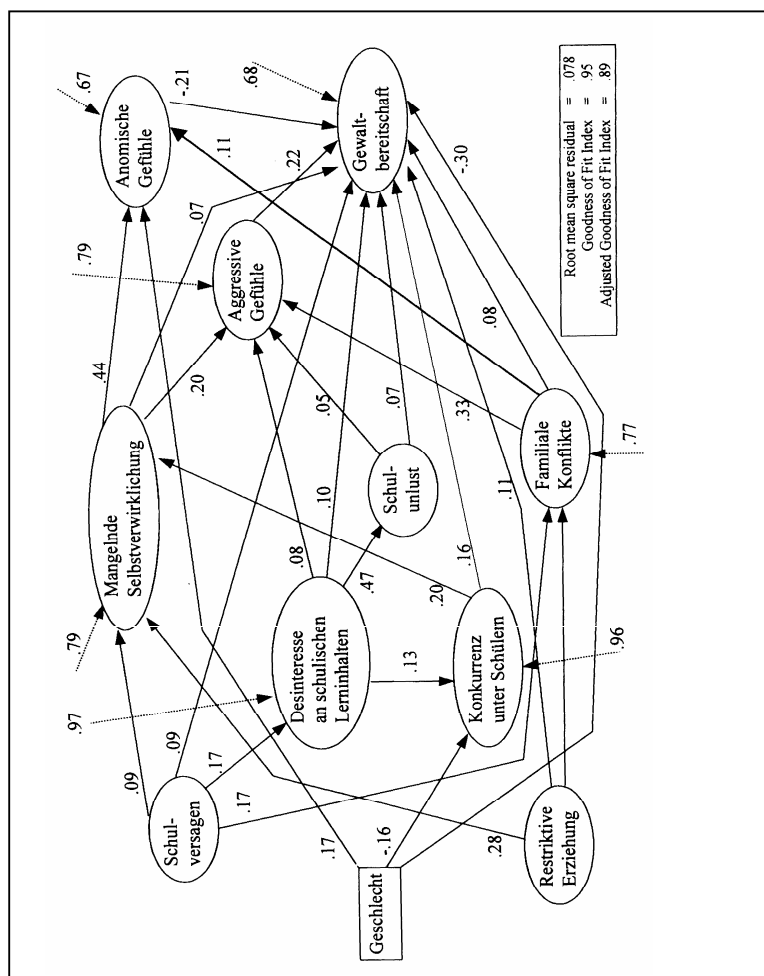 .67
Anomische
Gefühle
-.21
.68
Gewalt-
bereitschaft
.11
.22
.07
.79
Aggressive
Gefühle
.44
.20
Mangelnde
Selbstverwirklichung
.79
.97
.09
Schul-
versagen
.09
.17
.17
Desinteresse
an schulischen
Lerninhalten
.08
.10
.05
.47
Schul-
unlust
.07
.13
Konkurrenz
unter Schülern
.20
.16
.96
Geschlecht
.17
-.16
.28
Restriktive
Erziehung
.33
.11
.08
Familiale
Konflikte
.77
-.30
Root mean square residual = .078
Goodness of Fit Index = .95
Adjusted Goodness of Fit Index = .89